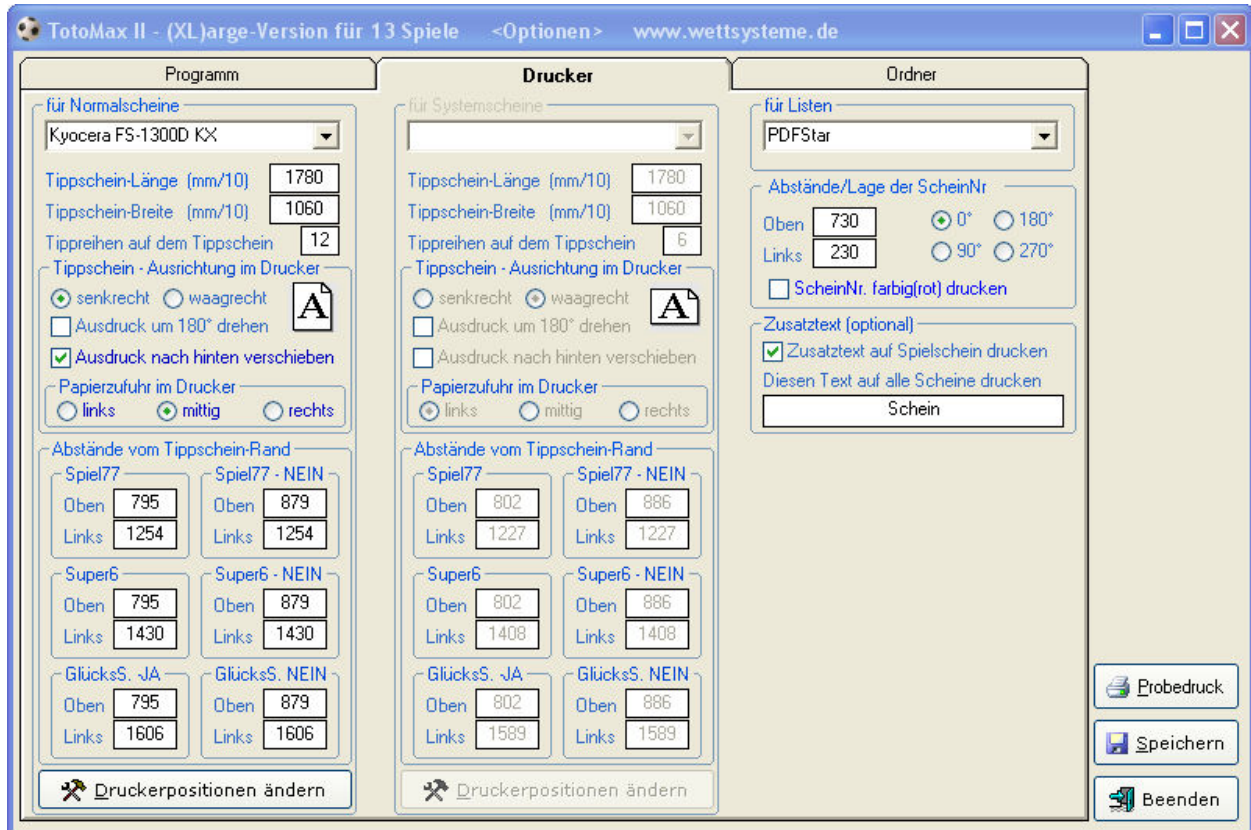 TotoMax II - (XL)arge-Version für 13 Spiele <Optionen> www.wettsysteme.de
Programm
Drucker
Ordner
für Normalscheine
Kyocera FS-1300D KX
Tippschein-Länge (mm/10) 1780
Tippschein-Breite (mm/10) 1060
Tippreihen auf dem Tippschein 12
Tippschein - Ausrichtung im Drucker
senkrecht waagrecht
A
Ausdruck um 180° drehen
Ausdruck nach hinten verschieben
Papierzufuhr im Drucker
links mittig rechts
Abstände vom Tippschein-Rand
Spiel77 Spiel77 - NEIN
Oben 795 Oben 879
Links 1254 Links 1254
Super6 Super6 - NEIN
Oben 795 Oben 879
Links 1430 Links 1430
GlücksS. -JA GlücksS. NEIN
Oben 795 Oben 879
Links 1606 Links 1606
Druckerpositionen ändern
für Systemscheine
Tippschein-Länge (mm/10) 1780
Tippschein-Breite (mm/10) 1060
Tippreihen auf dem Tippschein 6
Tippschein - Ausrichtung im Drucker
senkrecht waagrecht
A
Ausdruck um 180° drehen
Ausdruck nach hinten verschieben
Papierzufuhr im Drucker
links mittig rechts
Abstände vom Tippschein-Rand
Spiel77 Spiel77 - NEIN
Oben 802 Oben 886
Links 1227 Links 1227
Super6 Super6 - NEIN
Oben 802 Oben 886
Links 1408 Links 1408
GlücksS. -JA GlücksS. NEIN
Oben 802 Oben 886
Links 1589 Links 1589
Druckerpositionen ändern
für Listen
PDFStar
Abstände/Lage der ScheinNr
Oben 730 0° 180°
Links 230 90° 270°
ScheinNr. farbig(rot) drucken
Zusatztext (optional)
Zusatztext auf Spielschein drucken
Diesen Text auf alle Scheine drucken
Schein
Probedruck
Speichern
Beenden